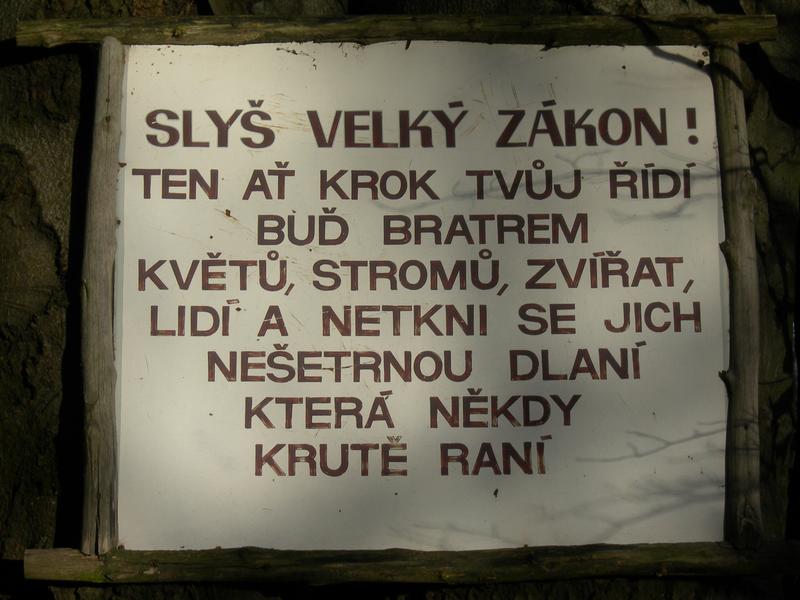 SLYŠ VELKÝ ZÁKON!
TEN AŤ KROK TVŮJ ŘÍDÍ
BUĎ BRATREM
KVĚTŮ, STROMŮ, ZVÍŘAT,
LIDÍ A NETKNI SE JICH
NEŠETRNOU DLANÍ
KTERÁ NĚKDY
KRUTĚ RANÍ